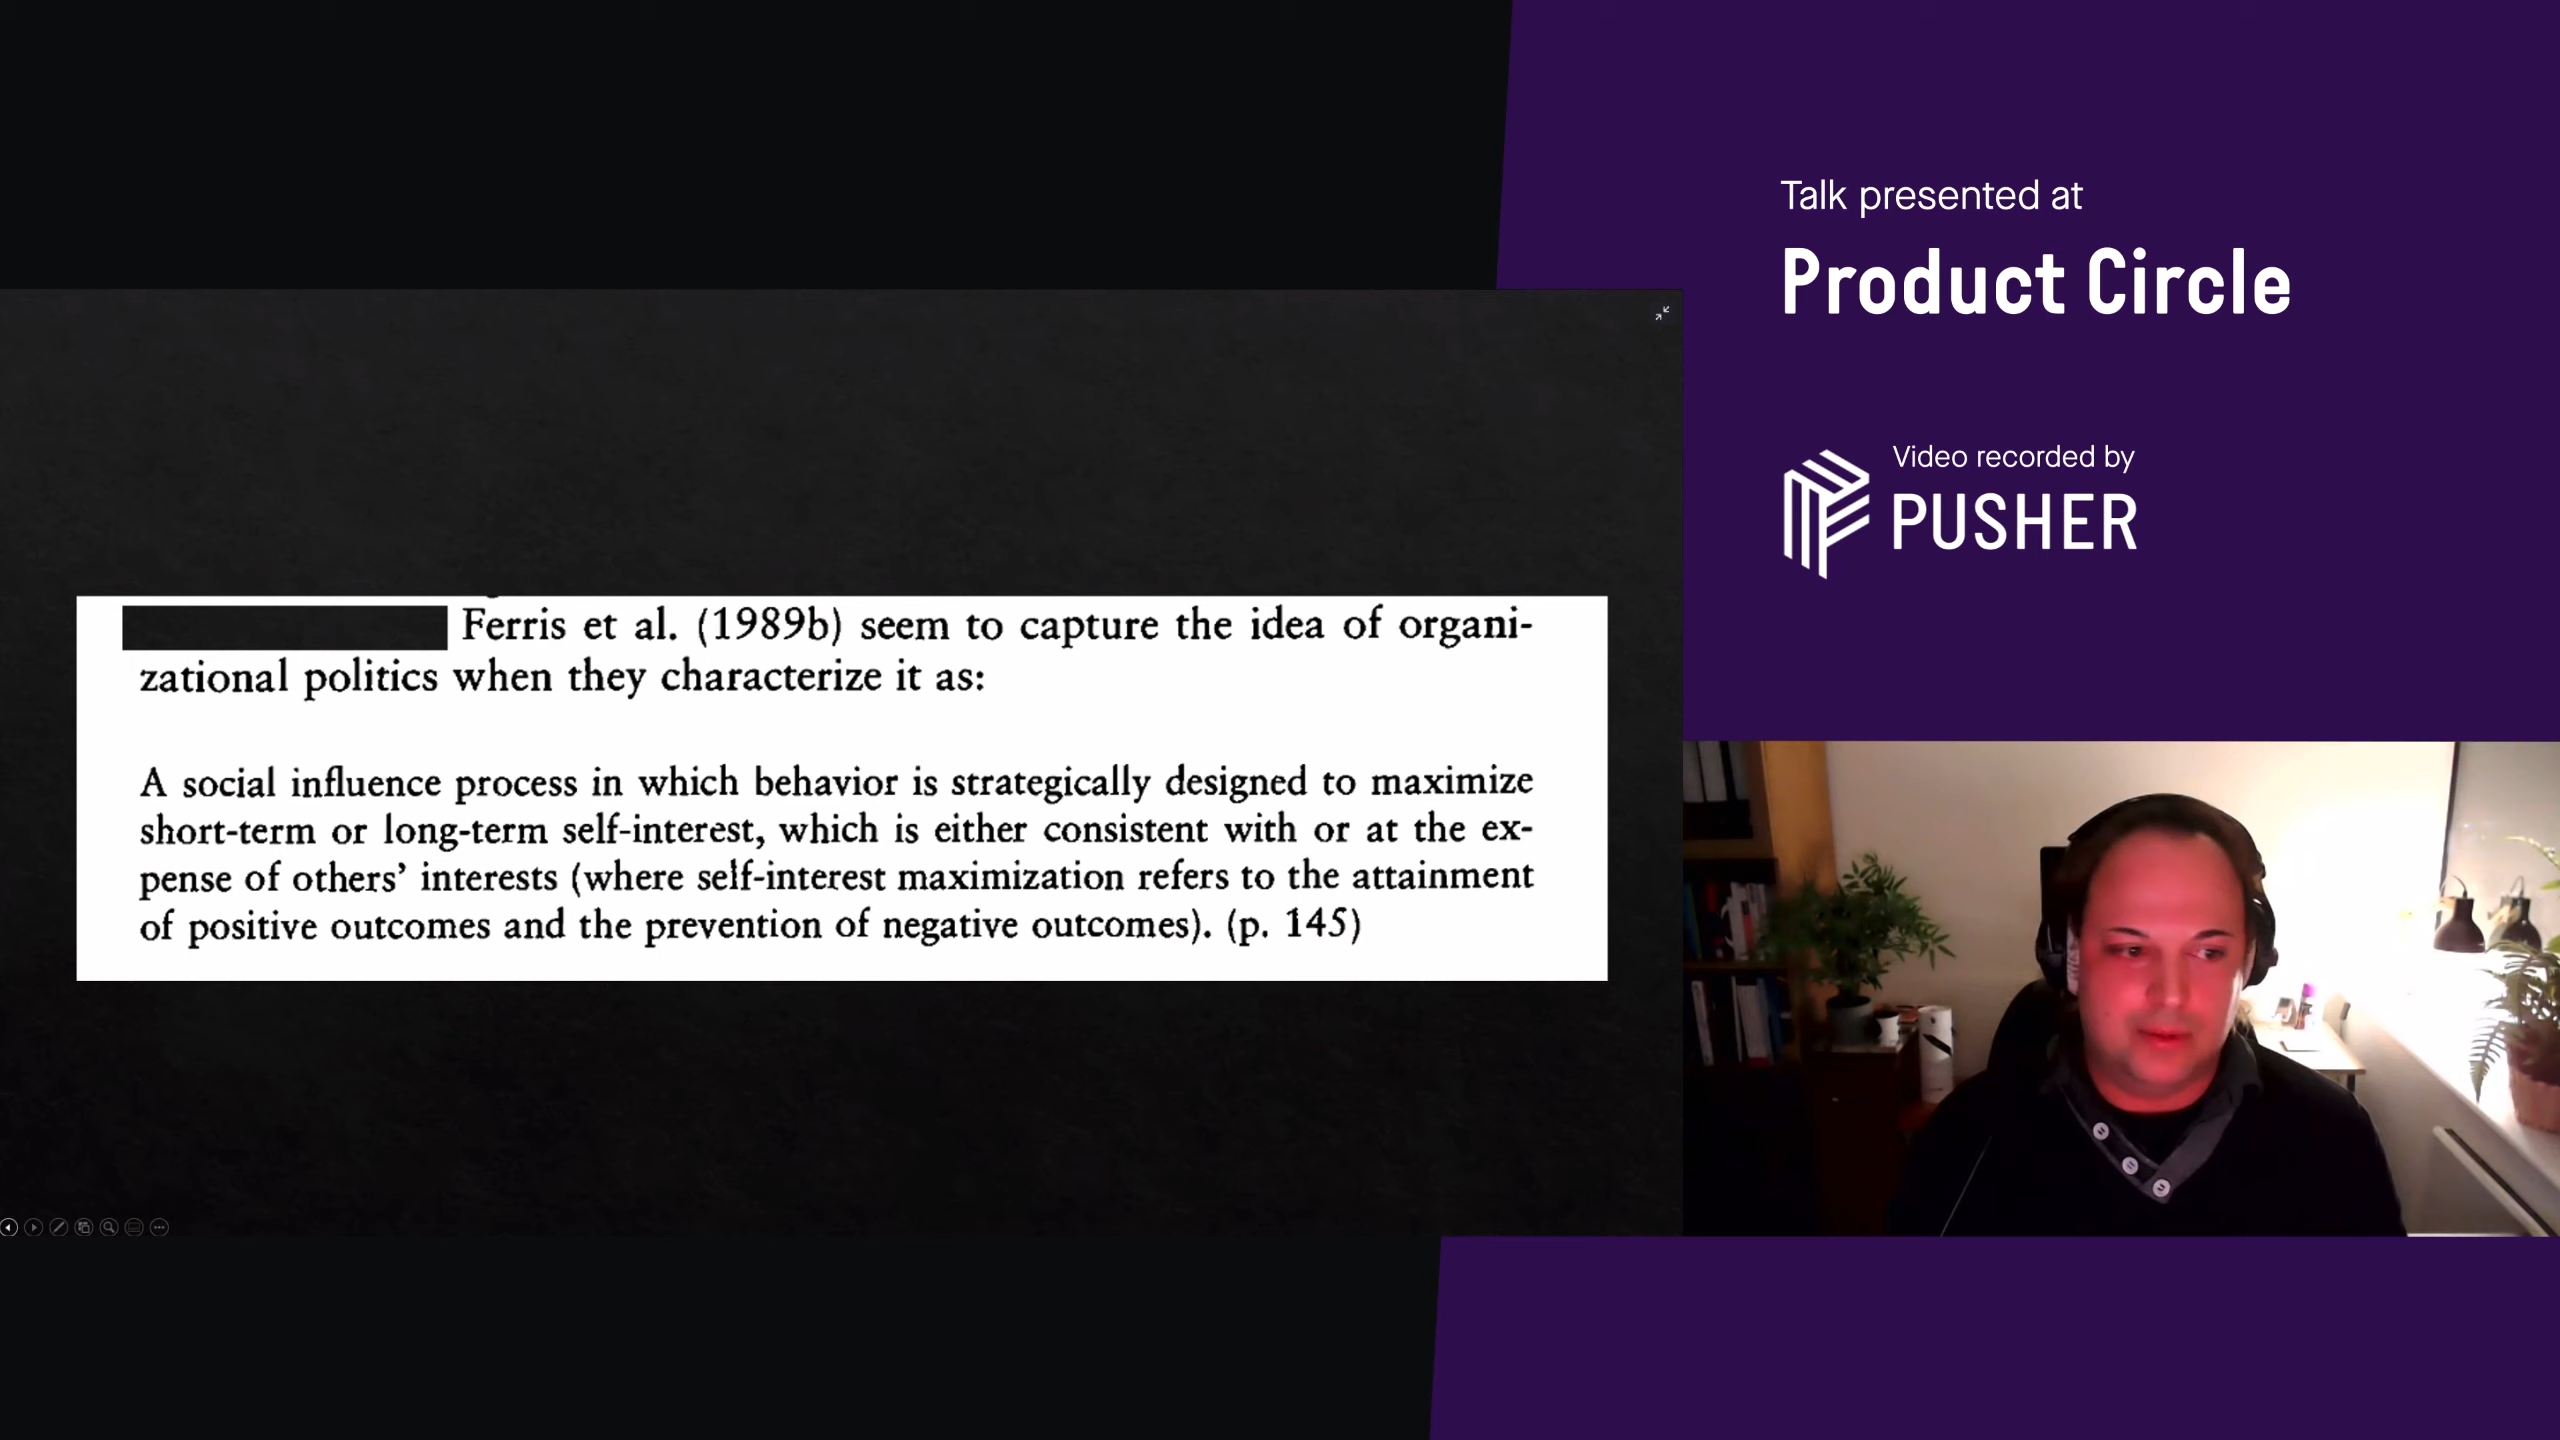 Talk presented at
Product Circle
Video recorded by
PUSHER
Ferris et al. (1989b) seem to capture the idea of organi-
zational politics when they characterize it as:
A social influence process in which behavior is strategically designed to maximize
short-term or long-term self-interest, which is either consistent with or at the ex-
pense of others’ interests (where self-interest maximization refers to the attainment
of positive outcomes and the prevention of negative outcomes). (p. 145)